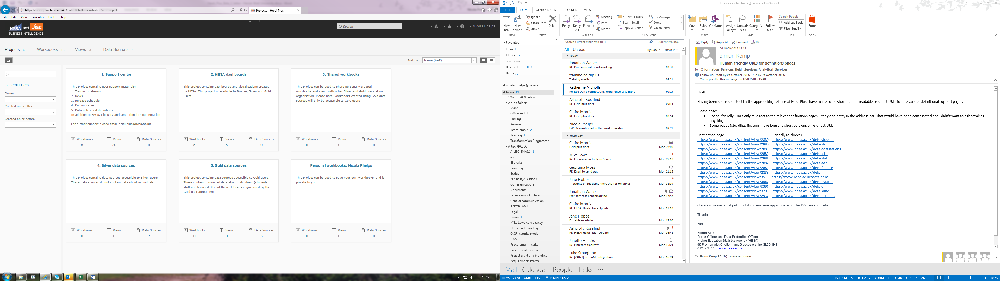 https://heidi-plus.hesa.ac.uk/#/site/BetaDemonstrationSite/projects
Projects - Heidi Plus
File Edit View Favorites Tools Help
HESA and Jisc
BUSINESS INTELLIGENCE
Search
Nicola Phelps
Projects 6 Workbooks 13 Views 31 Data Sources 5
Sort by: Name (A–Z)
General Filters
Owner
Created on or after
Created on or before
1. Support centre
This project contains user support materials;
1. Training materials
2. News
3. Release schedule
4. Known issues
5. Data notes and definitions
In addition to FAQs, Glossary and Operational Documentation
For further support please email heidi.plus@hesa.ac.uk
Workbooks Views Data Sources
8 26 0
2. HESA dashboards
This project contains dashboards and visualisations created
by HESA. This project is available to Bronze, Silver and Gold
users.
Workbooks Views Data Sources
5 5 0
3. Shared workbooks
This project can be used to share personally created
workbooks and views with other Silver and Gold users at your
organisation. Please note: workbooks created using Gold data
sources will only be accessible to Gold users
Workbooks Views Data Sources
0 0 0
4. Silver data sources
This project contains data sources accessible to Silver users.
These data sources do not contain data about individuals
Workbooks Views Data Sources
0 0 2
5. Gold data sources
This project contains data sources accessible to Gold users.
These contain unrounded data about individuals (students,
staff and leavers). Use of these datasets is governed by the
Gold user agreement
Workbooks Views Data Sources
0 0 3
Personal workbooks: Nicola Phelps
This project can be used to save your own workbooks, and is
private to you.
Workbooks Views Data Sources
0 0 0
10:27
Inbox - nicola.phelps@hesa.ac.uk - Outlook
FILE HOME SEND / RECEIVE FOLDER VIEW
New Email
New Items
New
Ignore
Clean Up
Junk
Delete
Delete
Reply
Reply All
Forward
Meeting
IM
More
Respond
A. JISC EMAILS
Team Email
Reply & Delete
To Manager
Done
Create New
Quick Steps
Move
Rules
OneNote
Move
Assign Policy
Unread/ Read
Categorize
Follow Up
Tags
Search People
Address Book
Filter Email
Find
Store
Apps
Favorites
Inbox 19
Clutter 67
Sent Items
Deleted Items 3195
Drafts [3]
nicola.phelps@hesa.ac.uk
Inbox 19
2007_to_2009_inbox
A auto folders
Manti
Office and IT
Parking
Personel
Team_emails 2
Training 1
Transformation Programme
A Jisc PROJECT
A. JISC EMAILS 1
aaa
BI analyst
Branding
Budget
Business_questions
Communications
Documents
Expressions_of_interest
General communication
IMPORTANT
Legal
Linkin 1
Mike Lowe consultancy
Name and branding
OCU maturity model
ONS
Procurement_marks
Procurment process
Project grant and branding
Requirements matrix
Search Current Mailbox (Ctrl+E) Current Mailbox
All Unread By Date Newest
Today
Jonathan Waller
RE: Prof serv cost benchmarking 09:37
training.heidiplus
Training emails 09:21
Katherine Nicholls
Re: See Dan's connections, experience, and more 09:17
Ashcroft, Rosalind
RE: Heid plus docs 09:14
Claire Morris
RE: Heid plus docs 08:54
Nicola Phelps
FW: As mentioned in this week's meeting... 08:21
Yesterday
Claire Morris
Heid plus docs Mon 23:09
Mike Lowe
Re: Username in Tableau Server Mon 22:13
Georgina Moss
RE: Email to send out Mon 21:13
Jane Hobbs
Thoughts on Ids using the GUID for HeidiPlus Mon 18:19
Jonathan Waller
Prof serv cost benchmarking Mon 17:57
Claire Morris
RE: HESA: Heidi Plus - Update Mon 17:10
Jane Hobbs
D1 tableau admin Mon 17:00
Ashcroft, Rosalind
RE: HESA: Heidi Plus - Update Mon 16:48
Janette Hillicks
Re: Plan for tomorrow Mon 16:24
Luke Stoughton
Re: [#4877] Re: SAML integration Mon 16:24
Reply Reply All Forward IM
Fri 18/09/2015 14:44
Simon Kemp
Human-friendly URLs for definitions pages
To Information_Services; Heidi_Services; Analytical_Services
Follow up. Start by 06 October 2015. Due by 06 October 2015.
You replied to this message on 18/09/2015 15:40.
Hi all,
Having been spurred on to it by the approaching release of Heidi Plus I have made some short human-readable re-direct URLs for the various definitional support pages.
Please note:
• These ‘friendly’ URLs only re-direct to the relevant definitions pages – they don’t stay in the address bar. That would have been complicated and I didn’t want to risk breaking
anything.
• Some pages (stu, dlhe, fin, emr) have long and short versions of re-direct URL.
Destination page Friendly re-direct URL
https://www.hesa.ac.uk/content/view/2880 https://www.hesa.ac.uk/defs-student
https://www.hesa.ac.uk/content/view/2880 https://www.hesa.ac.uk/defs-stu
https://www.hesa.ac.uk/content/view/2889 https://www.hesa.ac.uk/defs-destinations
https://www.hesa.ac.uk/content/view/2889 https://www.hesa.ac.uk/defs-dlhe
https://www.hesa.ac.uk/content/view/2881 https://www.hesa.ac.uk/defs-staff
https://www.hesa.ac.uk/content/view/2882 https://www.hesa.ac.uk/defs-aor
https://www.hesa.ac.uk/content/view/2883 https://www.hesa.ac.uk/defs-finance
https://www.hesa.ac.uk/content/view/2883 https://www.hesa.ac.uk/defs-fin
https://www.hesa.ac.uk/content/view/3519 https://www.hesa.ac.uk/defs-hebci
https://www.hesa.ac.uk/content/view/3567 https://www.hesa.ac.uk/defs-estates
https://www.hesa.ac.uk/content/view/3567 https://www.hesa.ac.uk/defs-emr
https://www.hesa.ac.uk/content/view/3703 https://www.hesa.ac.uk/defs-ldlhe
https://www.hesa.ac.uk/content/view/2937 https://www.hesa.ac.uk/defs-technical
Clarkie - please could put this list somewhere appropriate on the IS SharePoint site?
Thanks
Norm
Simon Kemp
Press Officer and Data Protection Officer
Higher Education Statistics Agency (HESA)
95 Promenade, Cheltenham, Gloucestershire GL50 1HZ
01242 211135 www.hesa.ac.uk
Simon Kemp RE: ISQ - some responses
Mail Calendar People Tasks ...
ITEMS: 17,670 UNREAD: 19 REMINDERS: 2
THIS FOLDER IS UP TO DATE. CONNECTED TO: MICROSOFT EXCHANGE 100%